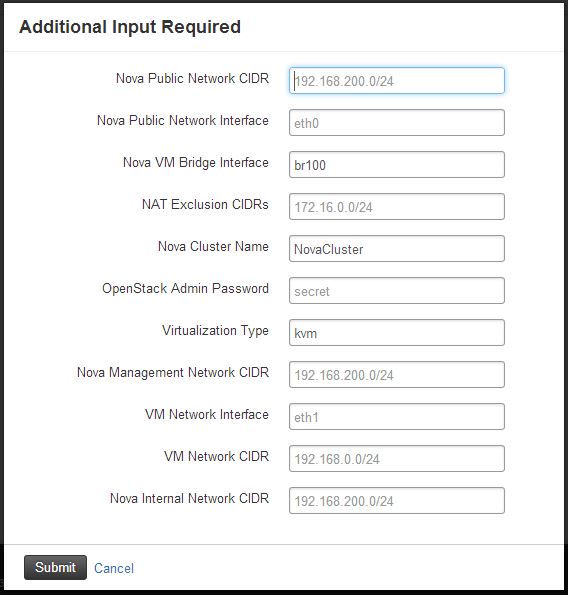 Additional Input Required
Nova Public Network CIDR 192.168.200.0/24
Nova Public Network Interface eth0
Nova VM Bridge Interface br100
NAT Exclusion CIDRs 172.16.0.0/24
Nova Cluster Name NovaCluster
OpenStack Admin Password secret
Virtualization Type kvm
Nova Management Network CIDR 192.168.200.0/24
VM Network Interface eth1
VM Network CIDR 192.168.0.0/24
Nova Internal Network CIDR 192.168.200.0/24
Submit Cancel